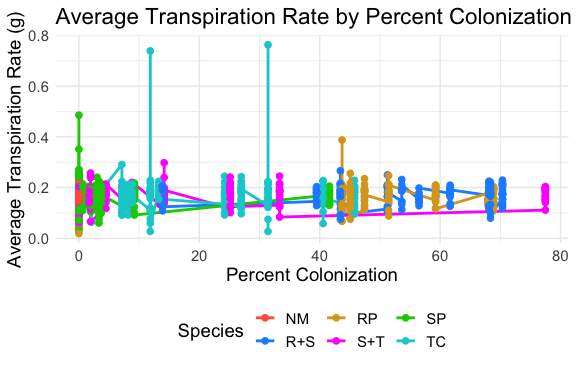 Average Transpiration Rate by Percent Colonization
Average Transpiration Rate (g)
0.8
0.6
0.4
0.2
0.0
0 20 40 60 80
Percent Colonization
Species
NM RP SP
R+S S+T TC